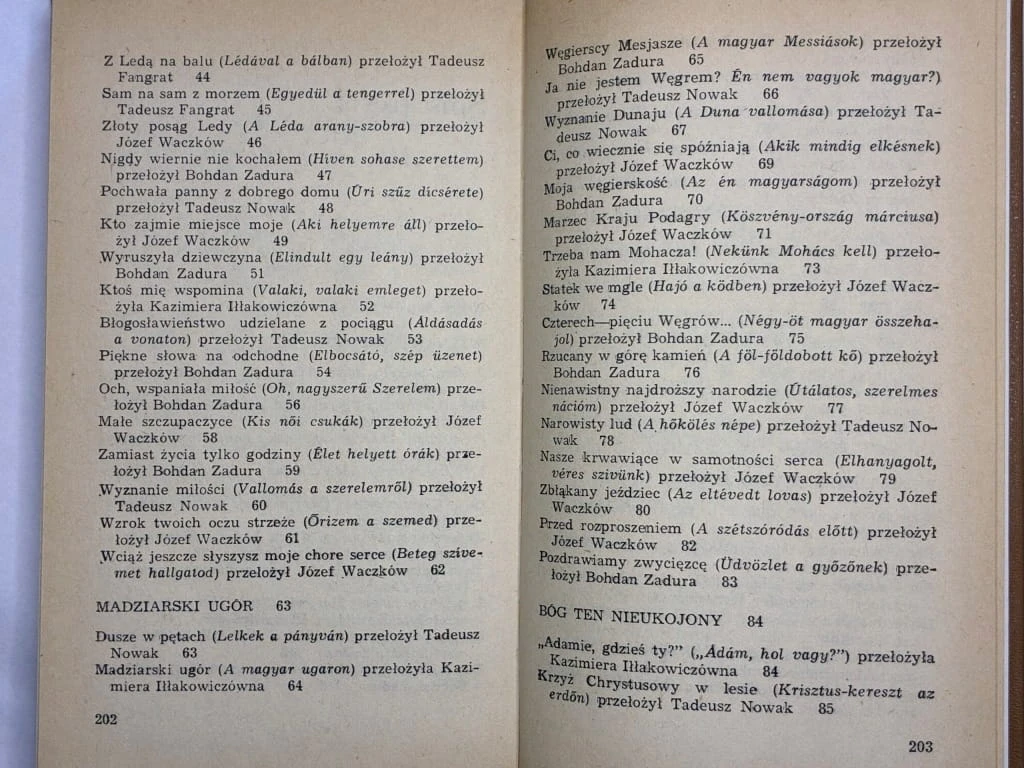 Z Ledą na balu (Lédával a bálban) przełożył Tadeusz
Fangrat 44
Sam na sam z morzem (Egyedül a tengerrel) przełożył
Tadeusz Fangrat 45
Złoty posąg Ledy (A Léda arany-szobra) przełożył
Józef Waczków 46
Nigdy wiernie nie kochałem (Hiven sohase szerettem)
przełożył Bohdan Zadura 47
Pochwała panny z dobrego domu (Úri szűz dícsérete)
przełożył Tadeusz Nowak 48
Kto zajmie miejsce moje (Aki helyemre áll) przeło-
żył Józef Waczków 49
Wyruszyła dziewczyna (Elindult egy leány) przełożył
Bohdan Zadura 51
Ktoś mię wspomina (Valaki, valaki emleget) przeło-
żyła Kazimiera Iłłakowiczówna 52
Błogosławieństwo udzielane z pociągu (Áldásadás
a vonaton) przełożył Tadeusz Nowak 53
Piękne słowa na odchodne (Elbocsátó, szép üzenet)
przełożył Bohdan Zadura 54
Och, wspaniała miłość (Oh, nagyszerű Szerelem) prze-
łożył Bohdan Zadura 56
Małe szczupaczyce (Kis női csukák) przełożył Józef
Waczków 58
Zamiast życia tylko godziny (Élet helyett órák) prze-
łożył Bohdan Zadura 59
Wyznanie miłości (Vallomás a szerelemről) przełożył
Tadeusz Nowak 60
Wzrok twoich oczu strzeże (Őrizem a szemed) prze-
łożył Józef Waczków 61
Wciąż jeszcze słyszysz moje chore serce (Beteg szíve-
met hallgatod) przełożył Józef Waczków 62
MADZIARSKI UGÓR 63
Dusze w pętach (Lelkek a pányván) przełożył Tadeusz
Nowak 63
Madziarski ugór (A magyar ugaron) przełożyła Kazi-
miera Iłłakowiczówna 64
202
Węgierscy Mesjasze (A magyar Messiások) przełożył
Bohdan Zadura 65
Ja nie jestem Węgrem? Én nem vagyok magyar?)
przełożył Tadeusz Nowak 66
Wyznanie Dunaju (A Duna vallomása) przełożył Ta-
deusz Nowak 67
Ci, co wiecznie się spóźniają (Akik mindig elkésnek)
przełożył Józef Waczków 69
Moja węgierskość (Az én magyarságom) przełożył
Bohdan Zadura 70
Marzec Kraju Podagry (Köszvény-ország márciusa)
przełożył Józef Waczków 71
Trzeba nam Mohacza! (Nekünk Mohács kell) przeło-
żyła Kazimiera Iłłakowiczówna 73
Statek we mgle (Hajó a ködben) przełożył Józef Wacz-
ków 74
Czterech—pięciu Węgrów... (Négy-öt magyar összeha-
jol) przełożył Bohdan Zadura 75
Rzucany w górę kamień (A föl-földobott kő) przełożył
Bohdan Zadura 76
Nienawistny najdroższy narodzie (Útálatos, szerelmes
nációm) przełożył Józef Waczków 77
Narowisty lud (A hőkölés népe) przełożył Tadeusz No-
wak 78
Nasze krwawiące w samotności serca (Elhanyagolt,
véres szivünk) przełożył Józef Waczków 79
Zbłąkany jeździec (Az eltévedt lovas) przełożył Józef
Waczków 80
Przed rozproszeniem (A szétszóródás előtt) przełożył
Józef Waczków 82
Pozdrawiamy zwycięzcę (Üdvözlet a győzőnek) prze-
łożył Bohdan Zadura 83
BÓG TEN NIEUKOJONY 84
„Adamie, gdzieś ty?” („Ádám, hol vagy?”) przełożyła
Kazimiera Iłłakowiczówna 84
Krzyż Chrystusowy w lesie (Krisztus-kereszt az
erdőn) przełożył Tadeusz Nowak 85
203